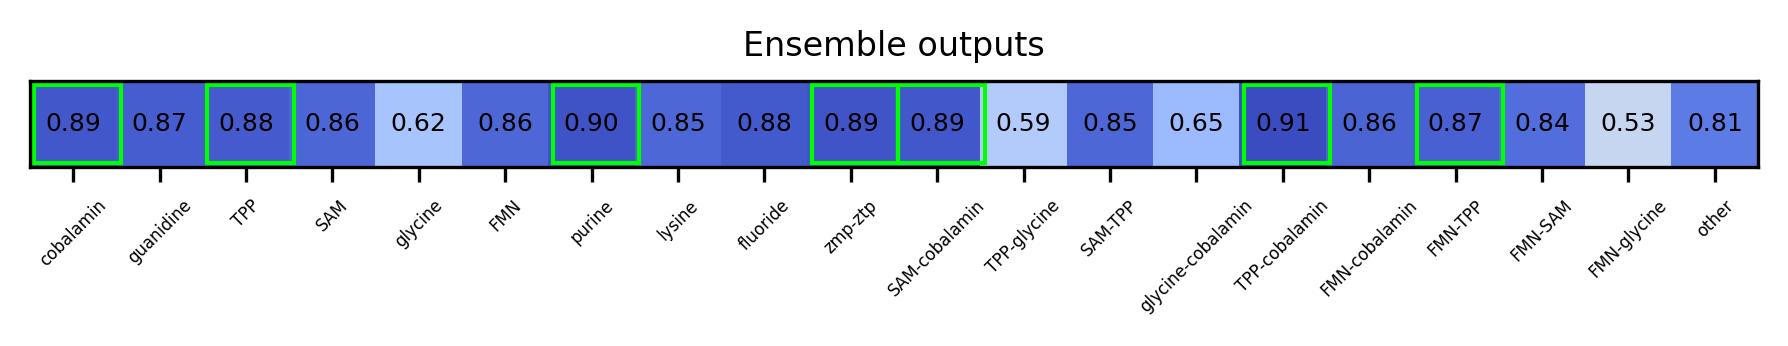 Ensemble outputs
0.89 0.87 0.88 0.86 0.62 0.86 0.90 0.85 0.88 0.89 0.89 0.59 0.85 0.65 0.91 0.86 0.87 0.84 0.53 0.81
cobalamin guanidine TPP SAM glycine FMN purine lysine fluoride zmp-ztp SAM-cobalamin TPP-glycine SAM-TPP glycine-cobalamin TPP-cobalamin FMN-cobalamin FMN-TPP FMN-SAM FMN-glycine other